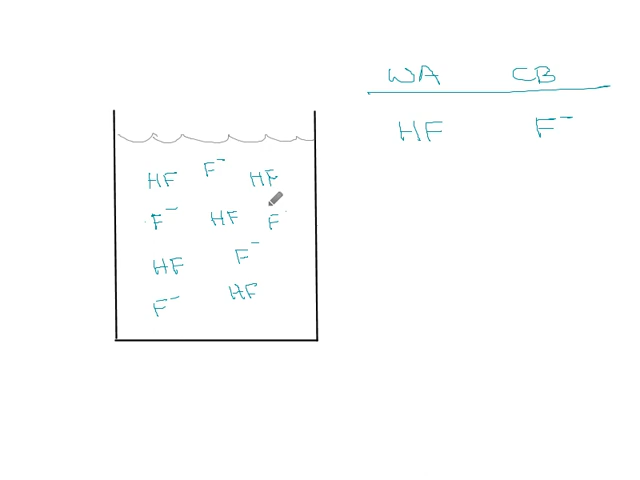 WA CB
HF F⁻
HF F⁻ HF
F⁻ HF F
HF F⁻
F⁻ HF